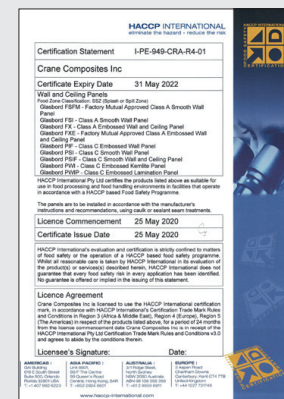 HACCP INTERNATIONAL
eliminate the hazard - reduce the risk
Certification Statement I-PE-949-CRA-R4-01
Crane Composites Inc
Certificate Expiry Date 31 May 2022
Wall and Ceiling Panels
Food Zone Classification: SSZ (Splash or Spill Zone)
Glasbord FSFM - Factory Mutual Approved Class A Smooth Wall
Panel
Glasbord FSI - Class A Smooth Wall Panel
Glasbord FX - Class A Embossed Wall and Ceiling Panel
Glasbord FXE - Factory Mutual Approved Class A Embossed Wall
and Ceiling Panel
Glasbord PIF - Class C Embossed Wall Panel
Glasbord PSI - Class C Smooth Wall Panel
Glasbord PSIF - Class C Smooth Wall and Ceiling Panel
Glasbord PWI - Class C Embossed Kemlite Panel
Glasbord PWIP - Class C Embossed Lamination Panel
HACCP International Pty Ltd certifies the products listed above as suitable for
use in food processing and food handling environments in facilities that operate
in accordance with a HACCP based Food Safety Programme.
The panels are to be installed in accordance with the manufacturer's
instructions and recommendations, using caulk or sealant seam treatments.
Licence Commencement 25 May 2020
Certificate Issue Date 25 May 2020
HACCP International's evaluation and certification is strictly confined to matters
of food safety or the operation of a HACCP based food safety programme.
Whilst all reasonable care is taken by HACCP International in its evaluation of
the product(s) or service(s) described herein, HACCP International does not
guarantee that every food safety risk in every application has been identified.
No guarantee is offered or implied in the issuing of this statement.
Licence Agreement
Crane Composites Inc is licensed to use the HACCP International certification
mark, in accordance with HACCP International's Certification Trade Mark Rules
and Conditions in Region 3 (Africa & Middle East), Region 4 (Europe), Region 5
(The Americas) in respect of the products listed above, for a period of 24 months
from the license commencement date Crane Composites Inc is in receipt of the
HACCP International Pty Ltd Certification Trade Mark Rules and Conditions v3.0
and agrees to abide by the conditions therein.
Licensee's Signature: Date:
AMERICAS: ASIA PACIFIC: AUSTRALIA: EUROPE: